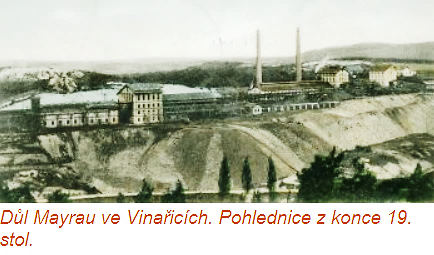 Důl Mayrau ve Vinařicích. Pohlednice z konce 19.
stol.